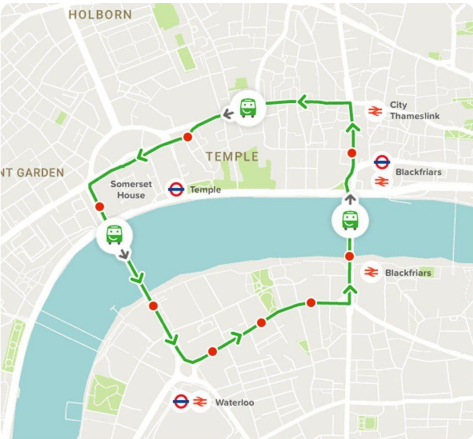 HOLBORN
City
Thameslink
TEMPLE
Blackfriars
NT GARDEN
Somerset
House
Temple
Blackfriars
Waterloo